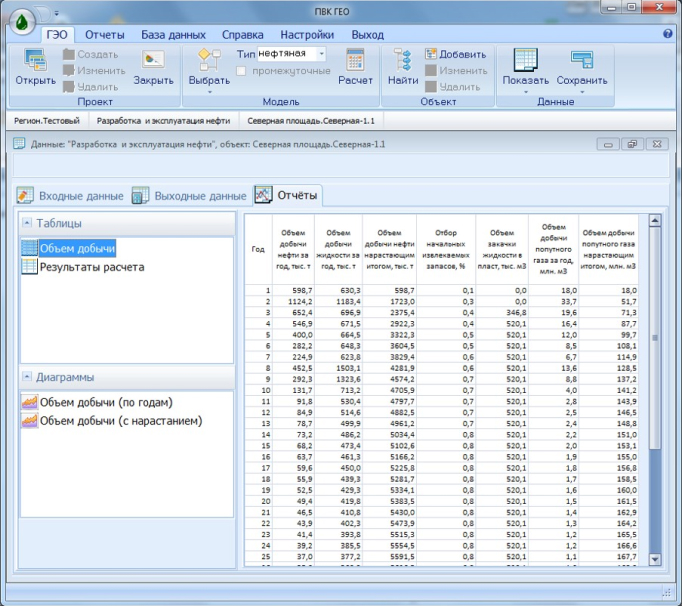 ПВК ГЕО
ГЭО Отчеты База данных Справка Настройки Выход
Открыть Создать Изменить Удалить Закрыть
Проект
Выбрать Тип нефтяная промежуточные Расчет
Модель
Найти Добавить Изменить Удалить
Объект
Показать Сохранить
Данные
Регион.Тестовый Разработка и эксплуатация нефти Северная площадь.Северная-1.1
Данные: "Разработка и эксплуатация нефти", объект: Северная площадь.Северная-1.1
Входные данные Выходные данные Отчёты
Таблицы
Объем добычи
Результаты расчета
Диаграммы
Объем добычи (по годам)
Объем добычи (с нарастанием)
Год Объем добычи нефти за год, тыс. т Объем добычи жидкости за год, тыс. т Объем добычи нефти нарастающим итогом, тыс. т Отбор начальных извлекаемых запасов, % Объем закачки жидкости в пласт, тыс. м3 Объем добычи попутного газа за год, млн. м3 Объем добычи попутного газа нарастающим итогом, млн. м3
1 598,7 630,3 598,7 0,1 0,0 18,0 18,0
2 1124,2 1183,4 1723,0 0,3 0,0 33,7 51,7
3 652,4 696,9 2375,4 0,4 346,8 19,6 71,3
4 546,9 671,5 2922,3 0,4 520,1 16,4 87,7
5 400,0 664,5 3322,3 0,5 520,1 12,0 99,7
6 282,2 648,3 3604,5 0,5 520,1 8,5 108,1
7 224,9 623,8 3829,4 0,6 520,1 6,7 114,9
8 452,5 1503,1 4281,9 0,6 520,1 13,6 128,5
9 292,3 1323,6 4574,2 0,7 520,1 8,8 137,2
10 131,7 713,2 4705,9 0,7 520,1 4,0 141,2
11 91,8 530,4 4797,7 0,7 520,1 2,8 143,9
12 84,9 514,6 4882,5 0,7 520,1 2,5 146,5
13 78,7 499,9 4961,2 0,7 520,1 2,4 148,8
14 73,2 486,2 5034,4 0,8 520,1 2,2 151,0
15 68,2 473,4 5102,6 0,8 520,1 2,0 153,1
16 63,7 461,3 5166,2 0,8 520,1 1,9 155,0
17 59,6 450,0 5225,8 0,8 520,1 1,8 156,8
18 55,9 439,3 5281,7 0,8 520,1 1,7 158,5
19 52,5 429,3 5334,1 0,8 520,1 1,6 160,0
20 49,4 419,8 5383,5 0,8 520,1 1,5 161,5
21 46,5 410,8 5430,0 0,8 520,1 1,4 162,9
22 43,9 402,3 5473,9 0,8 520,1 1,3 164,2
23 41,4 393,8 5515,3 0,8 520,1 1,2 165,5
24 39,2 385,5 5554,5 0,8 520,1 1,2 166,6
25 37,0 377,2 5591,5 0,8 520,1 1,1 167,7